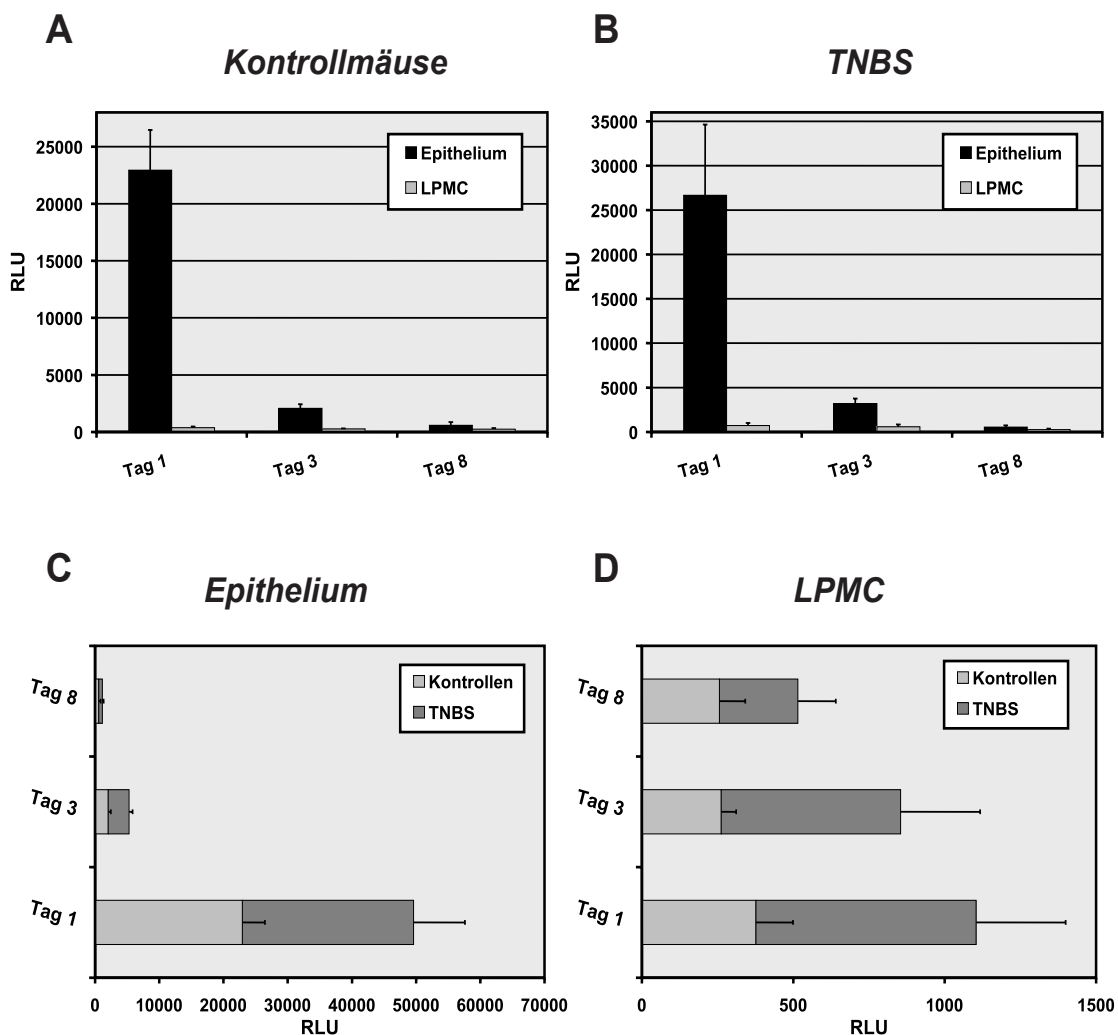 A
Kontrollmäuse
RLU
25000
20000
15000
10000
5000
0
Epithelium
LPMC
Tag 1
Tag 3
Tag 8
B
TNBS
RLU
35000
30000
25000
20000
15000
10000
5000
0
Epithelium
LPMC
Tag 1
Tag 3
Tag 8
C
Epithelium
Kontrollen
TNBS
Tag 8
Tag 3
Tag 1
0 10000 20000 30000 40000 50000 60000 70000
RLU
D
LPMC
Kontrollen
TNBS
Tag 8
Tag 3
Tag 1
0 500 1000 1500
RLU